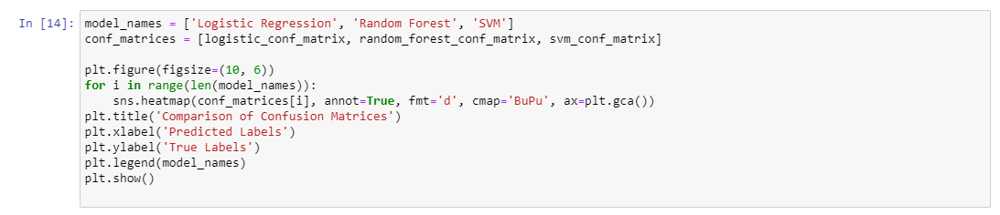 In [14]: model_names = ['Logistic Regression', 'Random Forest', 'SVM']
conf_matrices = [logistic_conf_matrix, random_forest_conf_matrix, svm_conf_matrix]

plt.figure(figsize=(10, 6))
for i in range(len(model_names)):
    sns.heatmap(conf_matrices[i], annot=True, fmt='d', cmap='BuPu', ax=plt.gca())
plt.title('Comparison of Confusion Matrices')
plt.xlabel('Predicted Labels')
plt.ylabel('True Labels')
plt.legend(model_names)
plt.show()